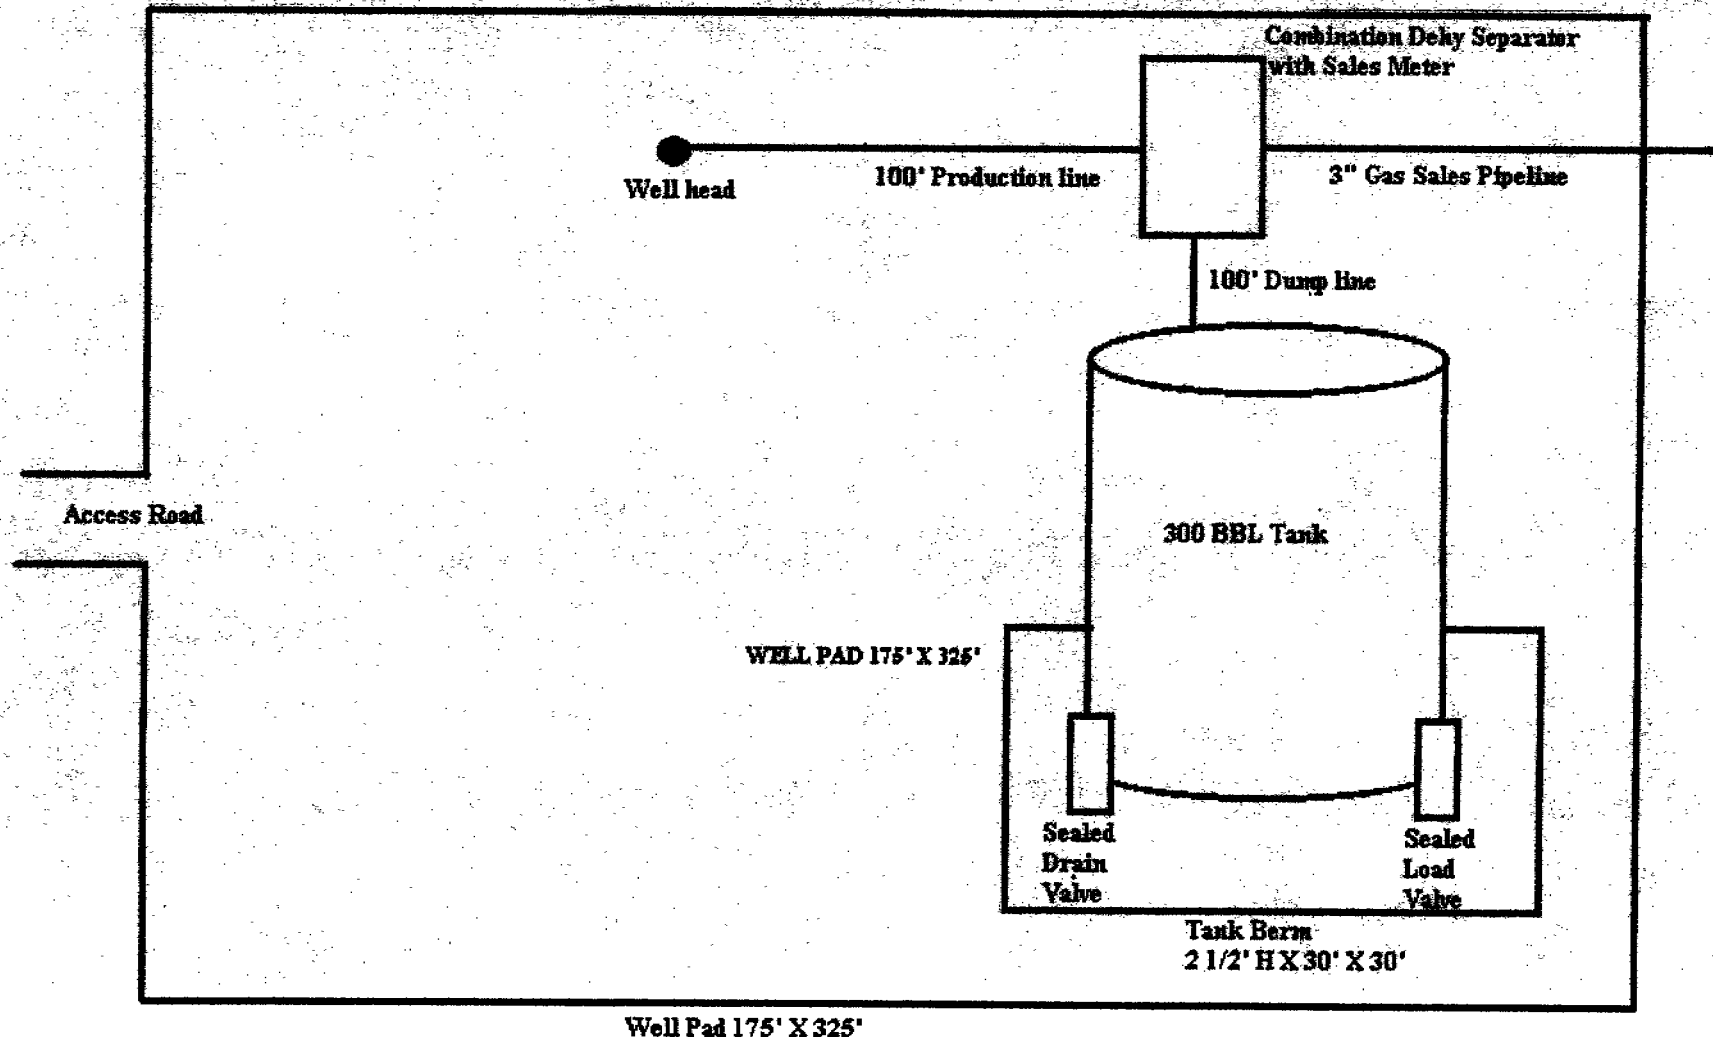 Combination Dehy Separator
with Sales Meter
Well head
100' Production line
3" Gas Sales Pipeline
100' Dump line
Access Road
300 BBL Tank
WELL PAD 175' X 325'
Sealed
Drain
Valve
Sealed
Load
Valve
Tank Berm
2 1/2' H X 30' X 30'
Well Pad 175' X 325'